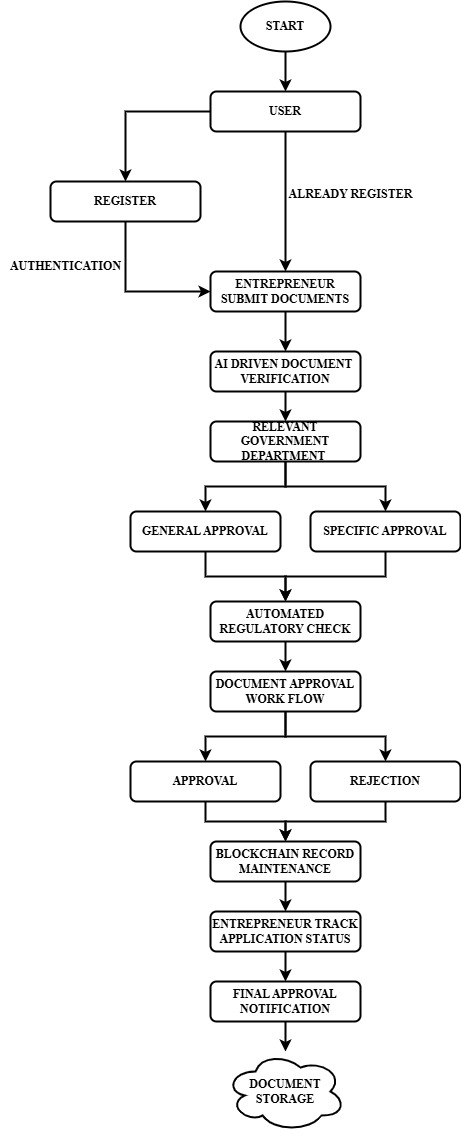 START
USER
ALREADY REGISTER
REGISTER
AUTHENTICATION
ENTREPRENEUR
SUBMIT DOCUMENTS
AI DRIVEN DOCUMENT
VERIFICATION
RELEVANT
GOVERNMENT
DEPARTMENT
GENERAL APPROVAL
SPECIFIC APPROVAL
AUTOMATED
REGULATORY CHECK
DOCUMENT APPROVAL
WORK FLOW
APPROVAL
REJECTION
BLOCKCHAIN RECORD
MAINTENANCE
ENTREPRENEUR TRACK
APPLICATION STATUS
FINAL APPROVAL
NOTIFICATION
DOCUMENT
STORAGE